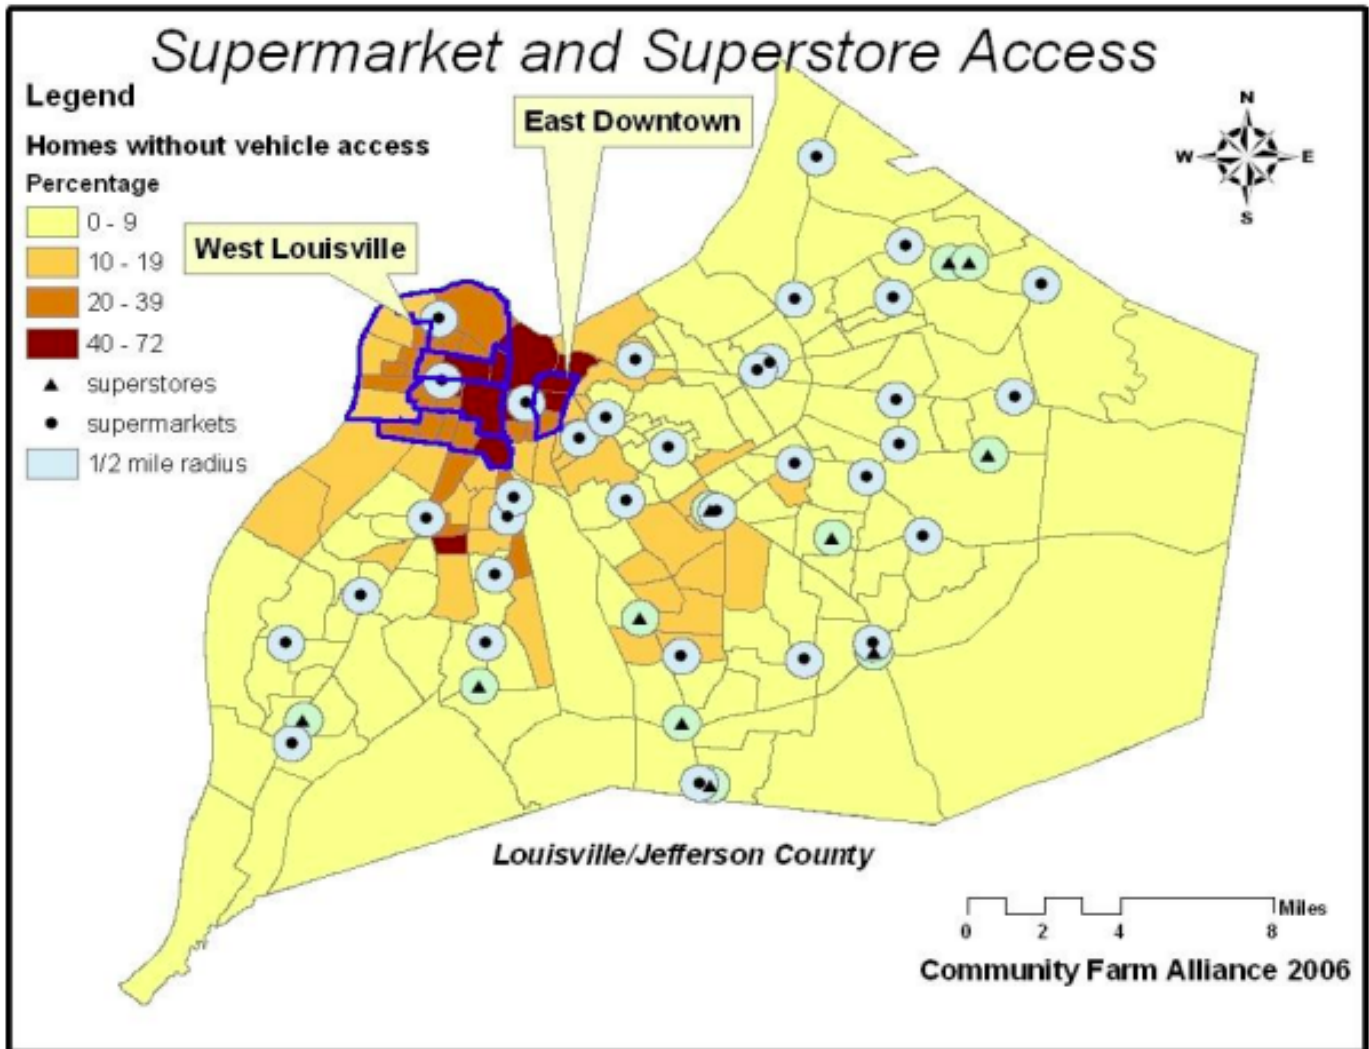 Supermarket and Superstore Access
Legend
Homes without vehicle access
Percentage
0 - 9
10 - 19
20 - 39
40 - 72
superstores
supermarkets
1/2 mile radius
East Downtown
West Louisville
N
W E
S
Louisville/Jefferson County
Miles
0 2 4 8
Community Farm Alliance 2006